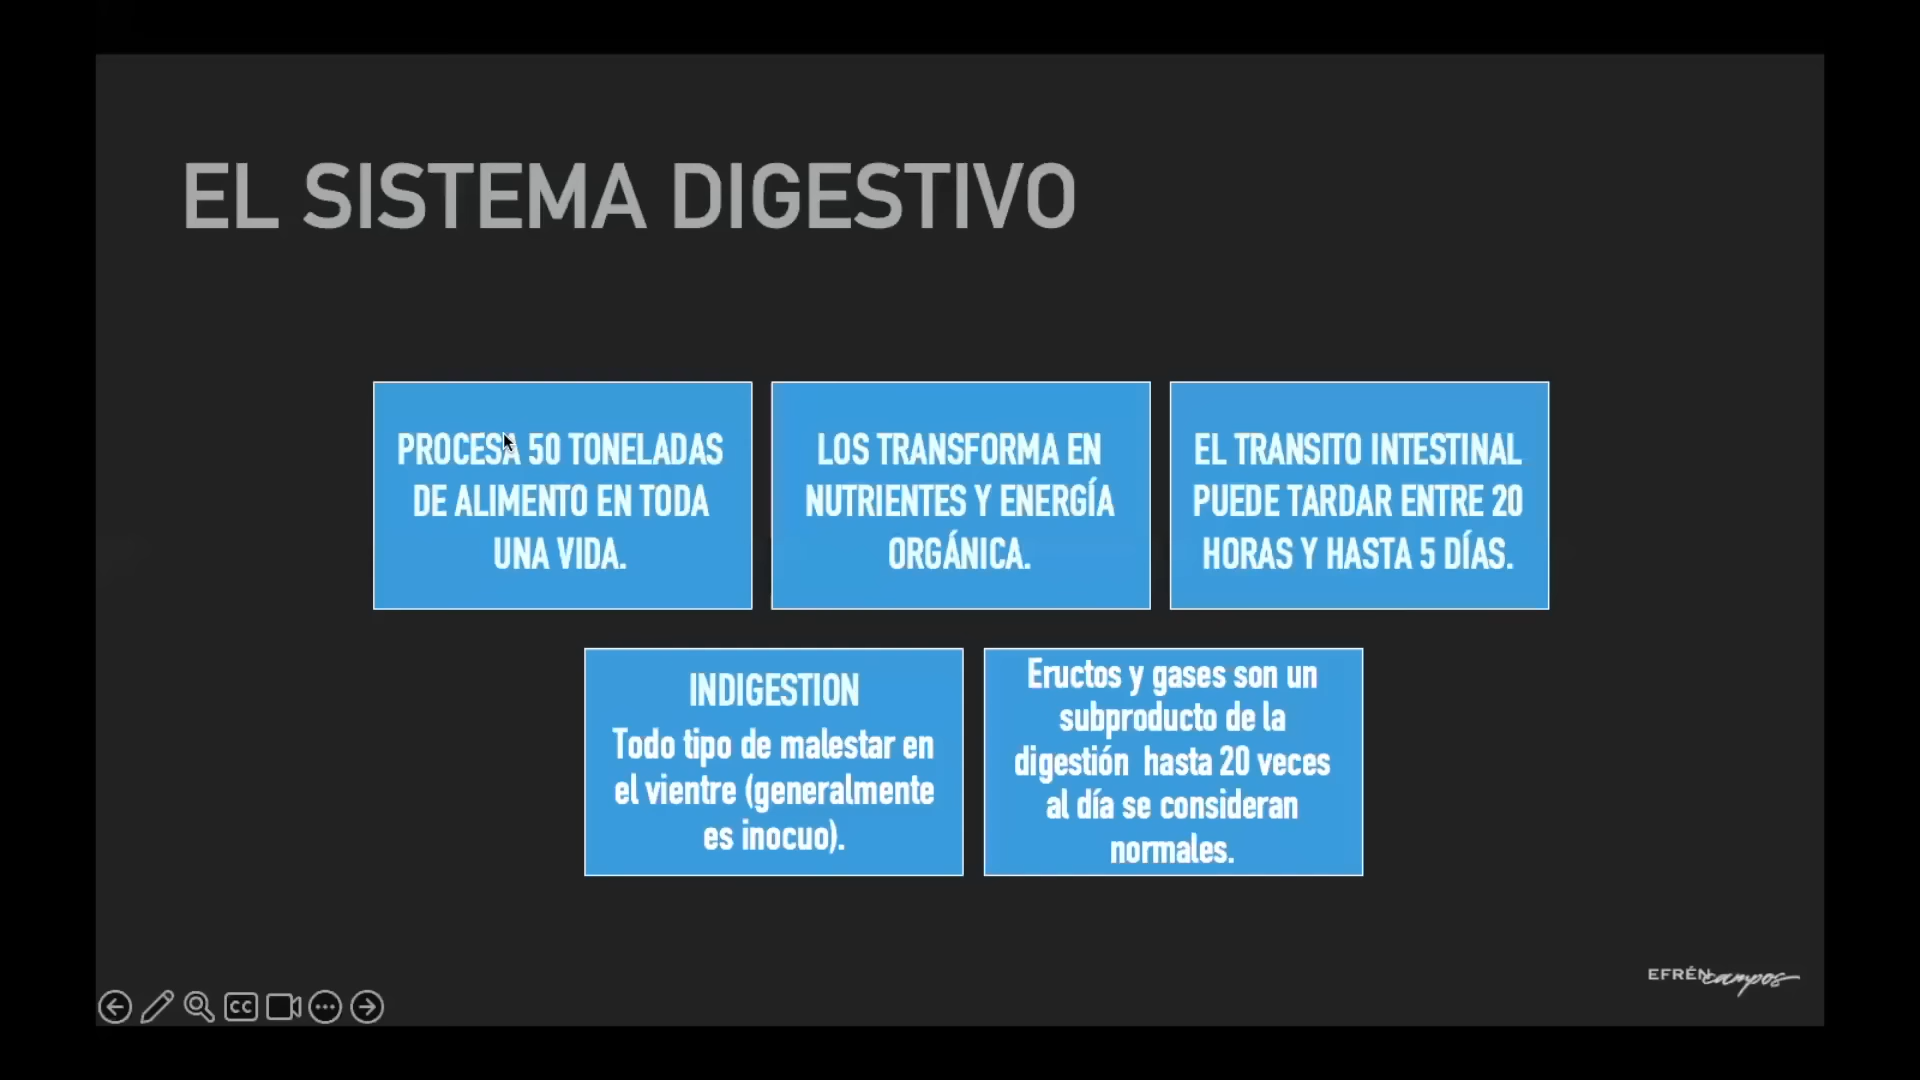 EL SISTEMA DIGESTIVO
PROCESA 50 TONELADAS
DE ALIMENTO EN TODA
UNA VIDA.
LOS TRANSFORMA EN
NUTRIENTES Y ENERGÍA
ORGÁNICA.
EL TRANSITO INTESTINAL
PUEDE TARDAR ENTRE 20
HORAS Y HASTA 5 DÍAS.
INDIGESTION
Todo tipo de malestar en
el vientre (generalmente
es inocuo).
Eructos y gases son un
subproducto de la
digestión hasta 20 veces
al día se consideran
normales.
EFRÉN campos
CC